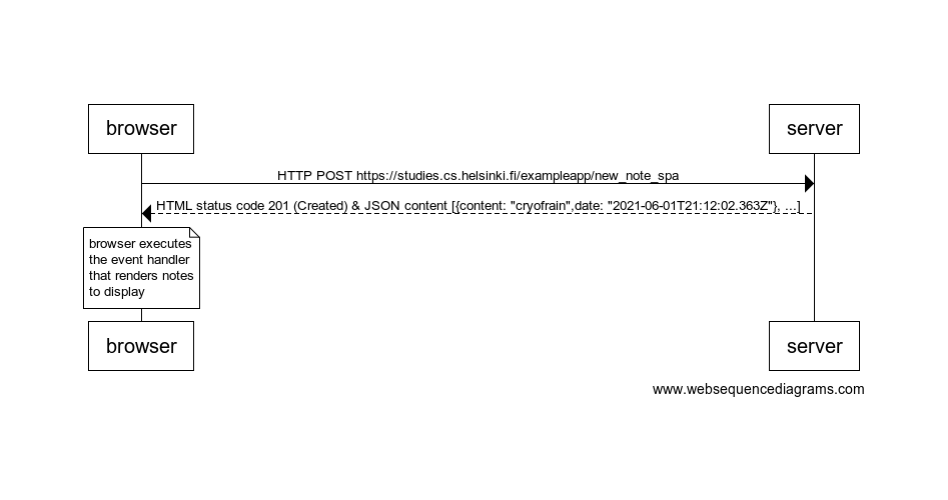 browser
server
HTTP POST https://studies.cs.helsinki.fi/exampleapp/new_note_spa
HTML status code 201 (Created) & JSON content [{content: "cryofrain",date: "2021-06-01T21:12:02.363Z"}, ...]
browser executes
the event handler
that renders notes
to display
browser
server
www.websequencediagrams.com